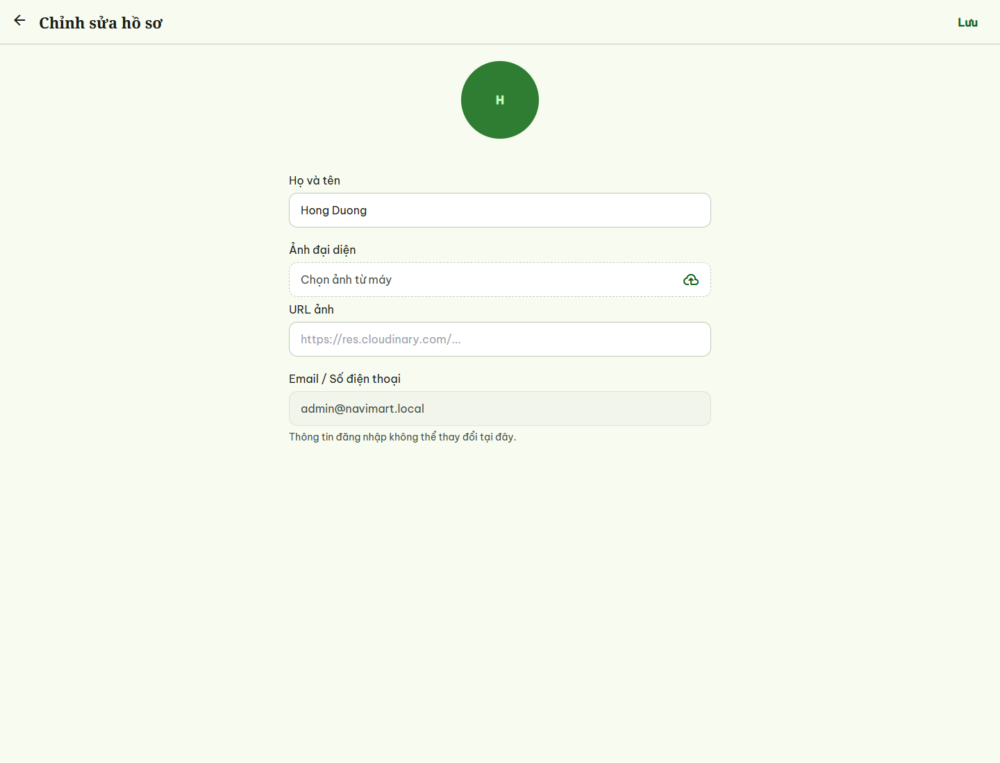 Chỉnh sửa hồ sơ
Lưu
H
Họ và tên
Hong Duong
Ảnh đại diện
Chọn ảnh từ máy
URL ảnh
https://res.cloudinary.com/...
Email / Số điện thoại
admin@navimart.local
Thông tin đăng nhập không thể thay đổi tại đây.